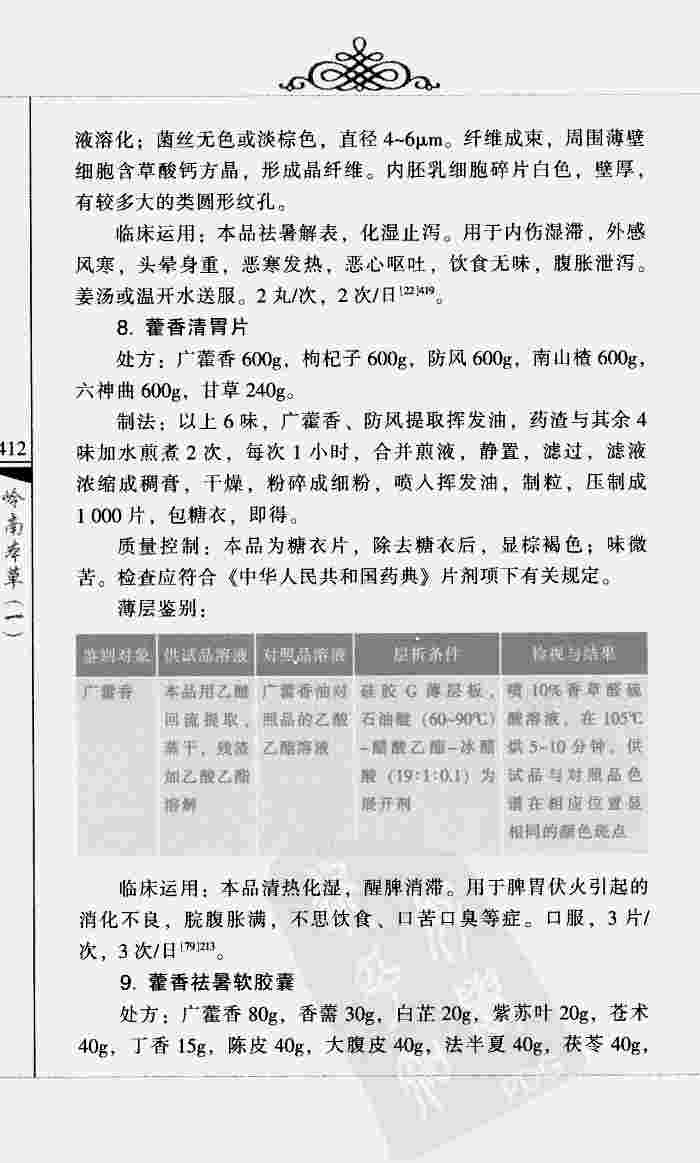 液溶化；菌丝无色或淡棕色，直径 4~6μm。纤维成束，周围薄壁
细胞含草酸钙方晶，形成晶纤维。内胚乳细胞碎片白色，壁厚，
有较多大的类圆形纹孔。
临床运用：本品祛暑解表，化湿止泻。用于内伤湿滞，外感
风寒，头晕身重，恶寒发热，恶心呕吐，饮食无味，腹胀泄泻。
姜汤或温开水送服。2 丸/次，2 次/日[22]419。
8. 藿香清胃片
处方：广藿香 600g，枸杞子 600g，防风 600g，南山楂 600g，
六神曲 600g，甘草 240g。
制法：以上 6 味，广藿香、防风提取挥发油，药渣与其余 4
味加水煎煮 2 次，每次 1 小时，合并煎液，静置，滤过，滤液
浓缩成稠膏，干燥，粉碎成细粉，喷人挥发油，制粒，压制成
1 000 片，包糖衣，即得。
质量控制：本品为糖衣片，除去糖衣后，显棕褐色；味微
苦。检查应符合《中华人民共和国药典》片剂项下有关规定。
薄层鉴别：
鉴别对象 供试品溶液 对照品溶液 层析条件 检视与结果
广藿香 本品用乙醚 广藿香油对 硅胶 G 薄层板， 喷 10%香草醛硫
回流提取， 照品的乙酸 石油醚（60~90℃） 酸溶液，在 105℃
蒸干，残渣 乙酯溶液 -醋酸乙酯-冰醋 烘 5~10 分钟，供
加乙酸乙酯 酸（19:1:0.1）为 试品与对照品色
溶解 展开剂 谱在相应位置显
相同的颜色斑点
临床运用：本品清热化湿，醒脾消滞。用于脾胃伏火引起的
消化不良，脘腹胀满，不思饮食、口苦口臭等症。口服，3 片/
次，3 次/日[79]213。
9. 藿香祛暑软胶囊
处方：广藿香 80g，香薷 30g，白芷 20g，紫苏叶 20g，苍术
40g，丁香 15g，陈皮 40g，大腹皮 40g，法半夏 40g，茯苓 40g，
412
岭南本草（一）